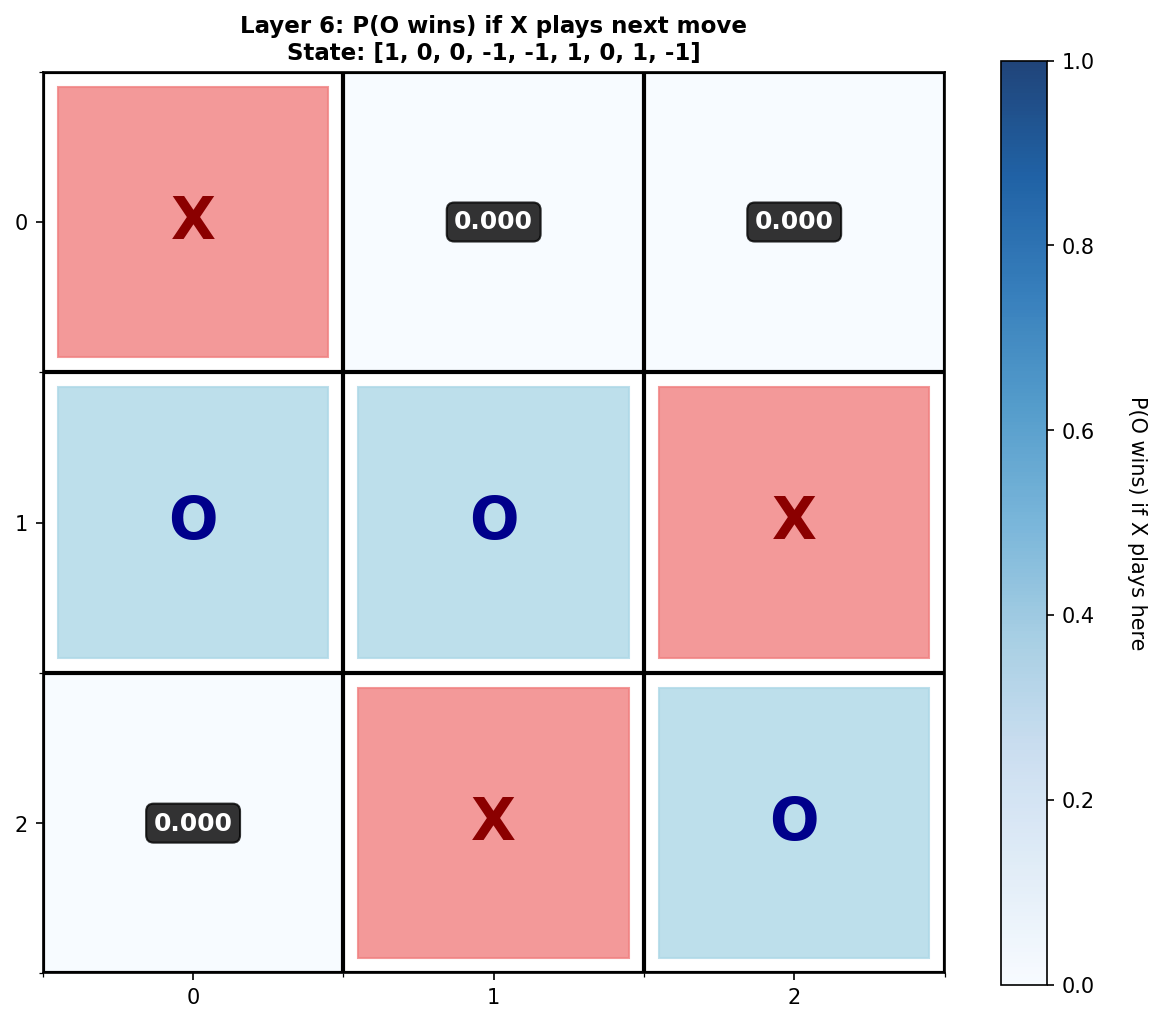 Layer 6: P(O wins) if X plays next move
State: [1, 0, 0, -1, -1, 1, 0, 1, -1]
0
X
0.000
0.000
1
O
O
X
2
0.000
X
O
0
1
2
1.0
0.8
0.6
0.4
0.2
0.0
P(O wins) if X plays here